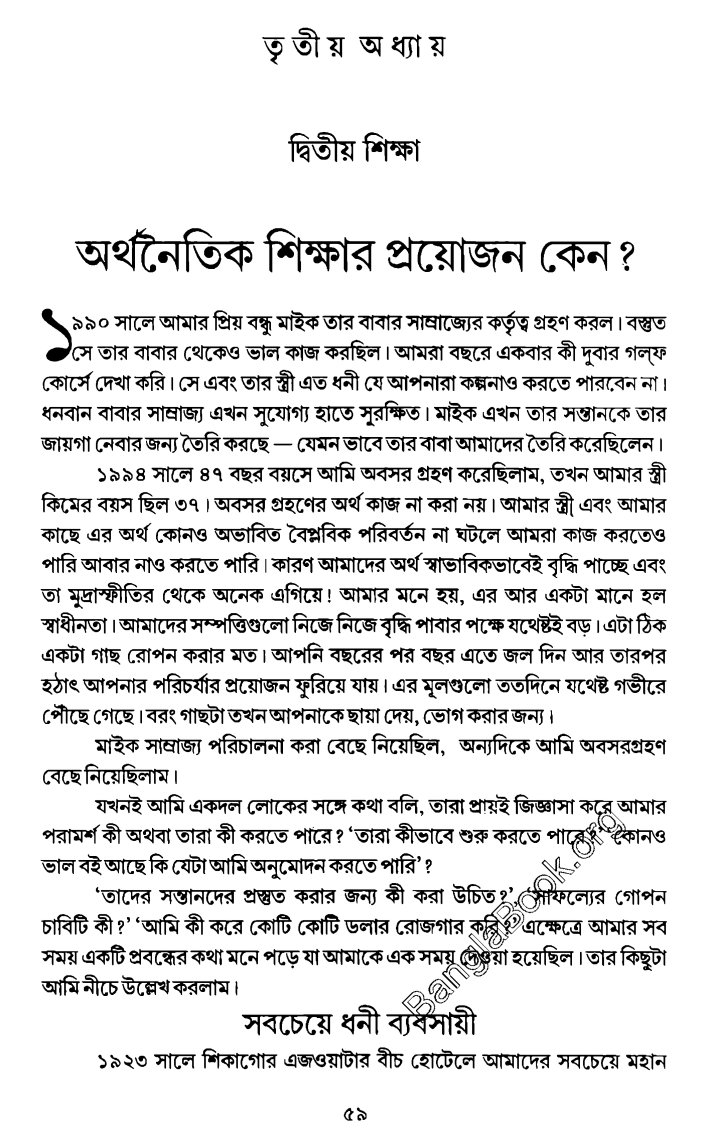 তৃ তী য় অ ধ্যা য়
দ্বিতীয় শিক্ষা
অর্থনৈতিক শিক্ষার প্রয়োজন কেন ?
১৯৯০ সালে আমার প্রিয় বন্ধু মাইক তার বাবার সাম্রাজ্যের কর্তৃত্ব গ্রহণ করল। বস্তুত
সে তার বাবার থেকেও ভাল কাজ করছিল। আমরা বছরে একবার কী দুবার গল্‌ফ
কোর্সে দেখা করি। সে এবং তার স্ত্রী এত ধনী যে আপনারা কল্পনাও করতে পারবেন না।
ধনবান বাবার সাম্রাজ্য এখন সুযোগ্য হাতে সুরক্ষিত। মাইক এখন তার সন্তানকে তার
জায়গা নেবার জন্য তৈরি করছে — যেমন ভাবে তার বাবা আমাদের তৈরি করেছিলেন।
১৯৯৪ সালে ৪৭ বছর বয়সে আমি অবসর গ্রহণ করেছিলাম, তখন আমার স্ত্রী
কিমের বয়স ছিল ৩৭। অবসর গ্রহণের অর্থ কাজ না করা নয়। আমার স্ত্রী এবং আমার
কাছে এর অর্থ কোনও অভাবিত বৈপ্লবিক পরিবর্তন না ঘটলে আমরা কাজ করতেও
পারি আবার নাও করতে পারি। কারণ আমাদের অর্থ স্বাভাবিকভাবেই বৃদ্ধি পাচ্ছে এবং
তা মুদ্রাস্ফীতির থেকে অনেক এগিয়ে! আমার মনে হয়, এর আর একটা মানে হল
স্বাধীনতা। আমাদের সম্পত্তিগুলো নিজে নিজে বৃদ্ধি পাবার পক্ষে যথেষ্টই বড়। এটা ঠিক
একটা গাছ রোপন করার মত। আপনি বছরের পর বছর এতে জল দিন আর তারপর
হঠাৎ আপনার পরিচর্যার প্রয়োজন ফুরিয়ে যায়। এর মূলগুলো ততদিনে যথেষ্ট গভীরে
পৌঁছে গেছে। বরং গাছটা তখন আপনাকে ছায়া দেয়, ভোগ করার জন্য।
মাইক সাম্রাজ্য পরিচালনা করা বেছে নিয়েছিল, অন্যদিকে আমি অবসরগ্রহণ
বেছে নিয়েছিলাম।
যখনই আমি একদল লোকের সঙ্গে কথা বলি, তারা প্রায়ই জিজ্ঞাসা করে আমার
পরামর্শ কী অথবা তারা কী করতে পারে? ‘তারা কীভাবে শুরু করতে পারে?’ ‘কোনও
ভাল বই আছে কি যেটা আমি অনুমোদন করতে পারি’?
‘তাদের সন্তানদের প্রস্তুত করার জন্য কী করা উচিত?’, ‘সাফল্যের গোপন
চাবিটি কী?’ ‘আমি কী করে কোটি কোটি ডলার রোজগার করি?’ এক্ষেত্রে আমার সব
সময় একটি প্রবন্ধের কথা মনে পড়ে যা আমাকে এক সময় দেওয়া হয়েছিল। তার কিছুটা
আমি নীচে উল্লেখ করলাম।
সবচেয়ে ধনী ব্যবসায়ী
১৯২৩ সালে শিকাগোর এজওয়াটার বীচ হোটেলে আমাদের সবচেয়ে মহান
৫৯
BanglaBook.org